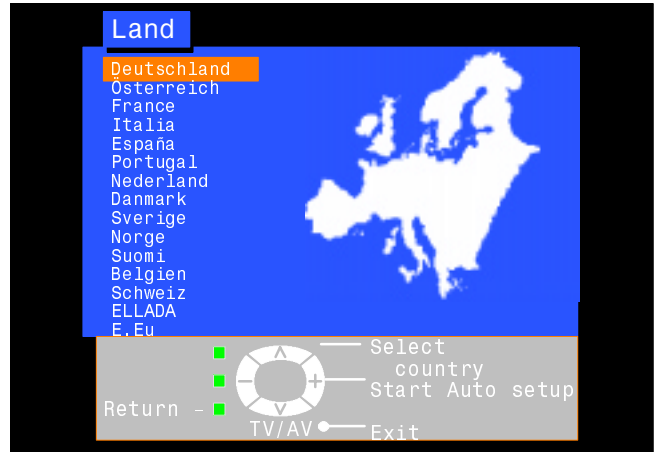 Land
Deutschland
Österreich
France
Italia
España
Portugal
Nederland
Danmark
Sverige
Norge
Suomi
Belgien
Schweiz
ELLADA
E.Eu
Select
country
Start Auto setup
Return
TV/AV
Exit